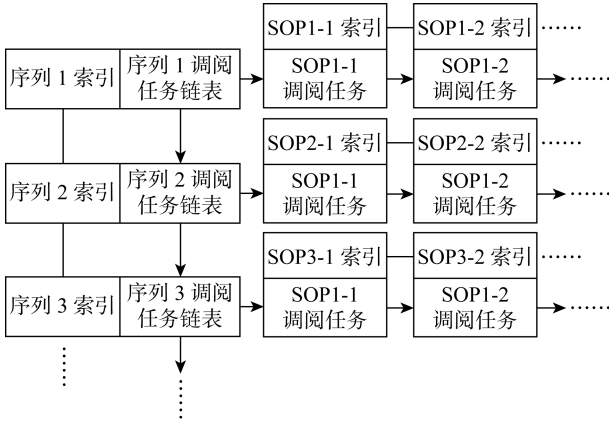 SOP1-1 索引
SOP1-2 索引 ……
序列 1 索引
序列 1 调阅
任务链表
SOP1-1
调阅任务
SOP1-2
调阅任务
……
SOP2-1 索引
SOP2-2 索引 ……
序列 2 索引
序列 2 调阅
任务链表
SOP1-1
调阅任务
SOP1-2
调阅任务
……
SOP3-1 索引
SOP3-2 索引 ……
序列 3 索引
序列 3 调阅
任务链表
SOP1-1
调阅任务
SOP1-2
调阅任务
……
……
……